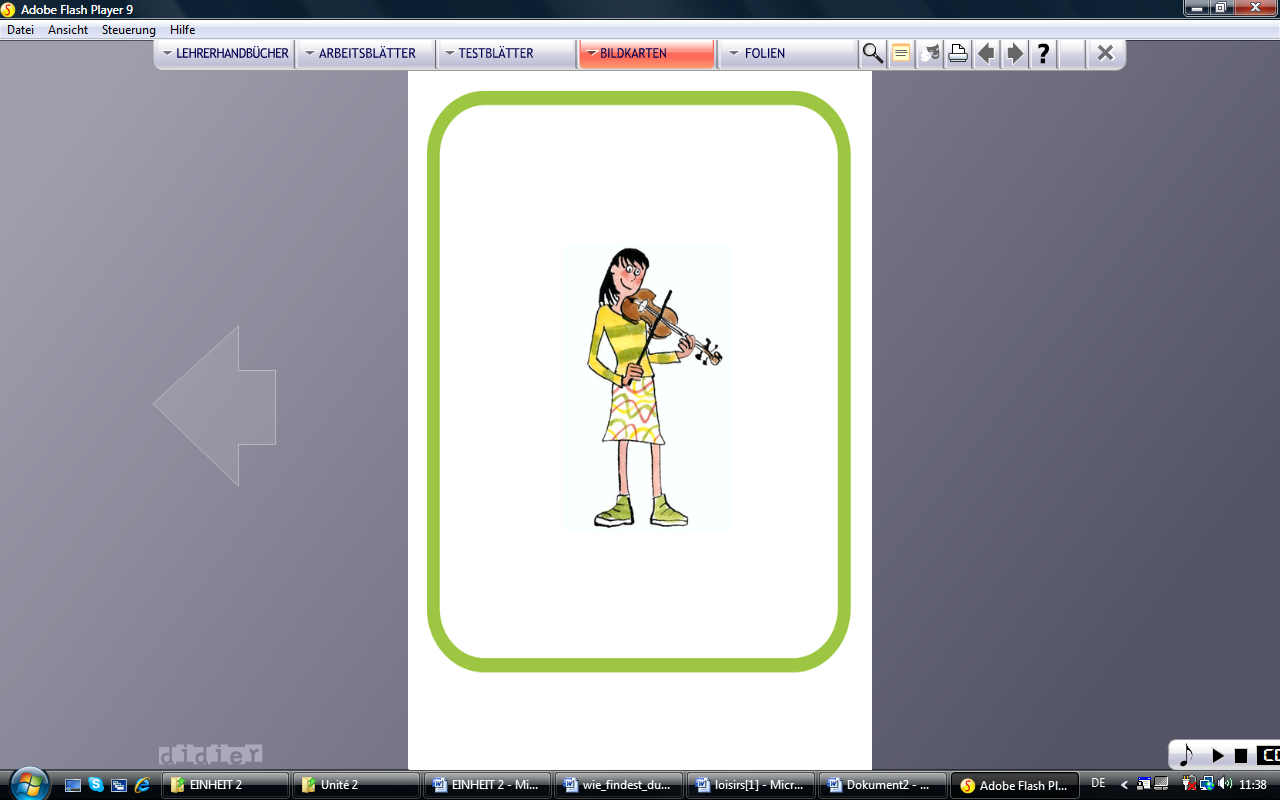 Adobe Flash Player 9
Datei Ansicht Steuerung Hilfe
LEHRERHANDBÜCHER ARBEITSBLÄTTER TESTBLÄTTER BILDKARTEN FOLIEN ?
didier
CD
EINHEIT 2 Unité 2 EINHEIT 2 - Mi... wie_findest_du... loisirs[1] - Micr... Dokument2 - ... Adobe Flash Pl... DE 11:38